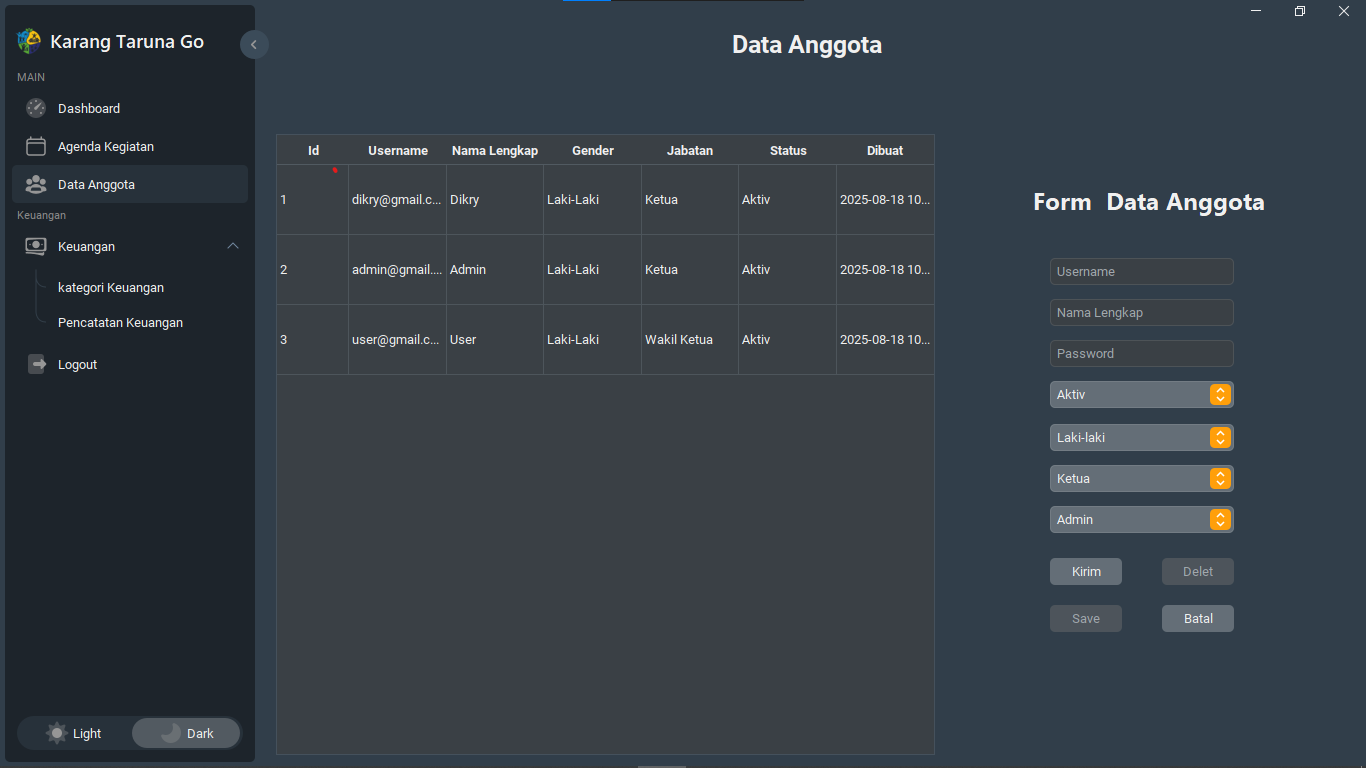 Karang Taruna Go
MAIN
Dashboard
Agenda Kegiatan
Data Anggota
Keuangan
Keuangan
kategori Keuangan
Pencatatan Keuangan
Logout
Light Dark
Data Anggota
Id Username Nama Lengkap Gender Jabatan Status Dibuat
1 dikry@gmail.c... Dikry Laki-Laki Ketua Aktiv 2025-08-18 10...
2 admin@gmail.... Admin Laki-Laki Ketua Aktiv 2025-08-18 10...
3 user@gmail.c... User Laki-Laki Wakil Ketua Aktiv 2025-08-18 10...
Form Data Anggota
Username
Nama Lengkap
Password
Aktiv
Laki-laki
Ketua
Admin
Kirim Delet
Save Batal